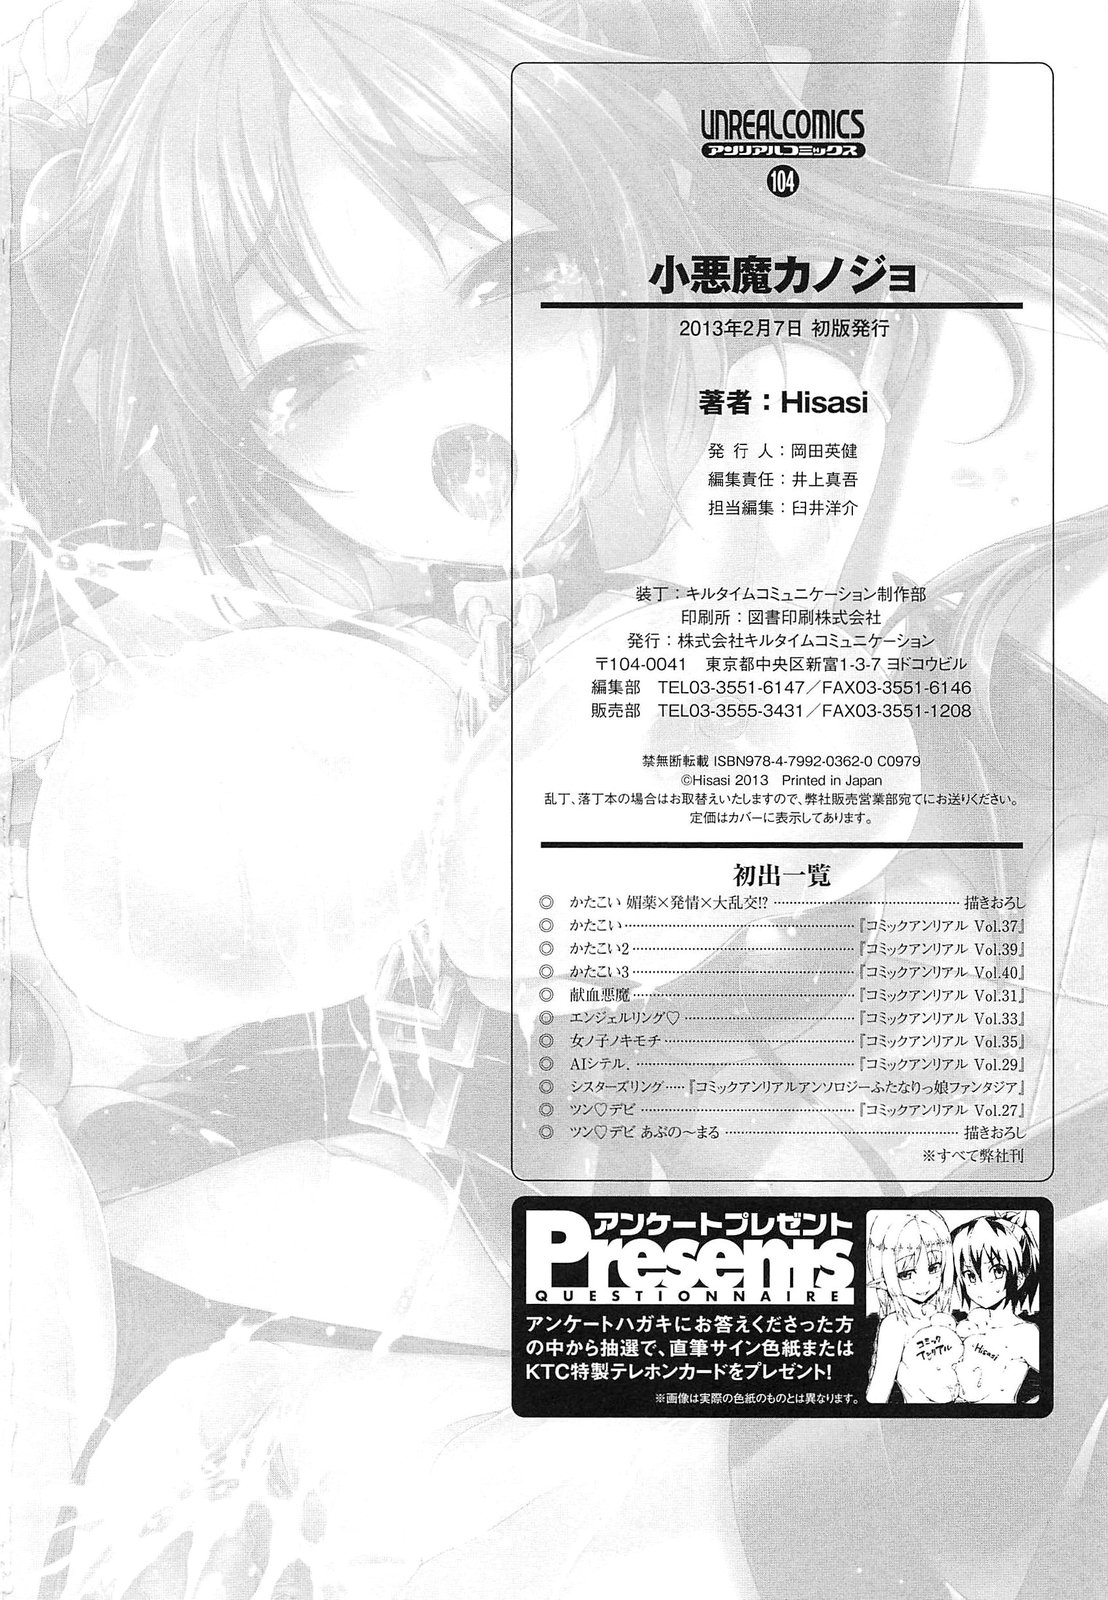 UNREALCOMICS
アンリアルコミックス
104
小悪魔カノジョ
2013年2月7日 初版発行
著者：Hisasi
発行人：岡田英健
編集責任：井上真吾
担当編集：臼井洋介
装丁：キルタイムコミュニケーション制作部
印刷所：図書印刷株式会社
発行：株式会社キルタイムコミュニケーション
〒104-0041　東京都中央区新富1-3-7 ヨドコウビル
編集部　TEL03-3551-6147／FAX03-3551-6146
販売部　TEL03-3555-3431／FAX03-3551-1208
禁無断転載 ISBN978-4-7992-0362-0 C0979
©Hisasi 2013　Printed in Japan
乱丁、落丁本の場合はお取替えいたしますので、弊社販売営業部宛てにお送りください。
定価はカバーに表示してあります。
初出一覧
◎ かたこい 媚薬×発情×大乱交!? ……… 描きおろし
◎ かたこい ……… 『コミックアンリアル Vol.37』
◎ かたこい2 ……… 『コミックアンリアル Vol.39』
◎ かたこい3 ……… 『コミックアンリアル Vol.40』
◎ 献血悪魔 ……… 『コミックアンリアル Vol.31』
◎ エンジェルリング♡ ……… 『コミックアンリアル Vol.33』
◎ 女ノ子ノキモチ ……… 『コミックアンリアル Vol.35』
◎ AIシテル. ……… 『コミックアンリアル Vol.29』
◎ シスターズリング …… 『コミックアンリアルアンソロジーふたなりっ娘ファンタジア』
◎ ツン♡デビ ……… 『コミックアンリアル Vol.27』
◎ ツン♡デビ あぶの～まる ……… 描きおろし
※すべて弊社刊
アンケートプレゼント
Presents
QUESTIONNAIRE
アンケートハガキにお答えくださった方
の中から抽選で、直筆サイン色紙または
KTC特製テレホンカードをプレゼント!
※画像は実際の色紙のものとは異なります。
コミック
アンリアル
Hisasi